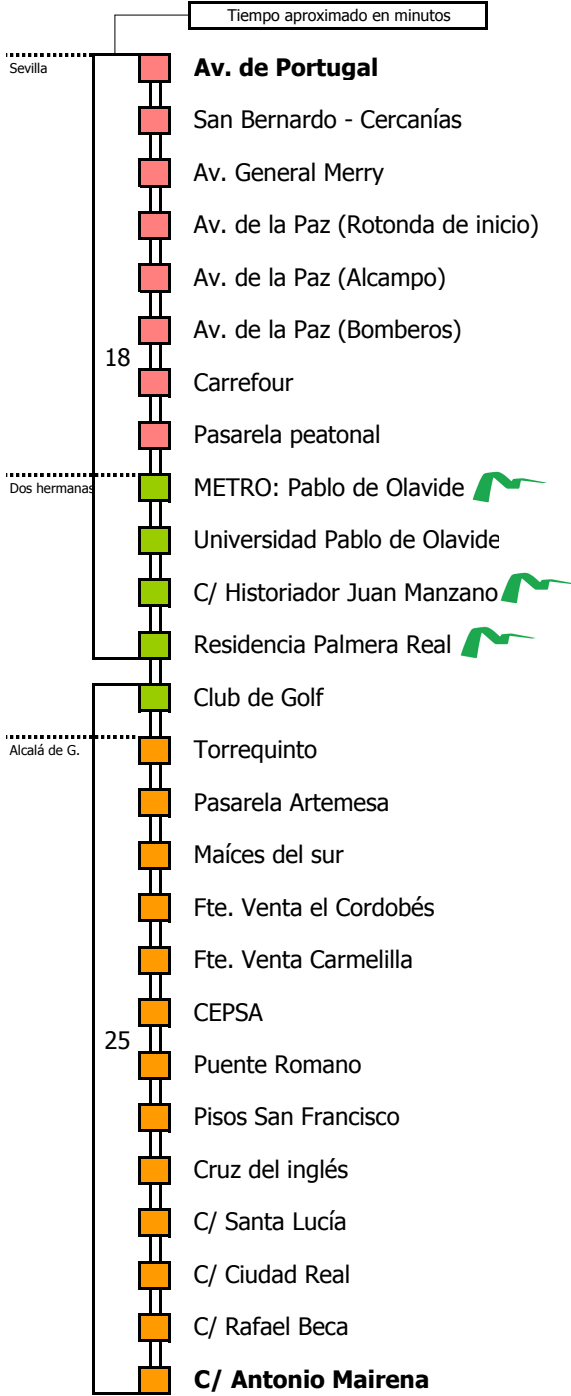 Tiempo aproximado en minutos
Sevilla
Av. de Portugal
San Bernardo - Cercanías
Av. General Merry
Av. de la Paz (Rotonda de inicio)
Av. de la Paz (Alcampo)
Av. de la Paz (Bomberos)
18
Carrefour
Pasarela peatonal
Dos hermanas
METRO: Pablo de Olavide
Universidad Pablo de Olavide
C/ Historiador Juan Manzano
Residencia Palmera Real
Club de Golf
Alcalá de G.
Torrequinto
Pasarela Artemesa
Maíces del sur
Fte. Venta el Cordobés
Fte. Venta Carmelilla
CEPSA
25
Puente Romano
Pisos San Francisco
Cruz del inglés
C/ Santa Lucía
C/ Ciudad Real
C/ Rafael Beca
C/ Antonio Mairena